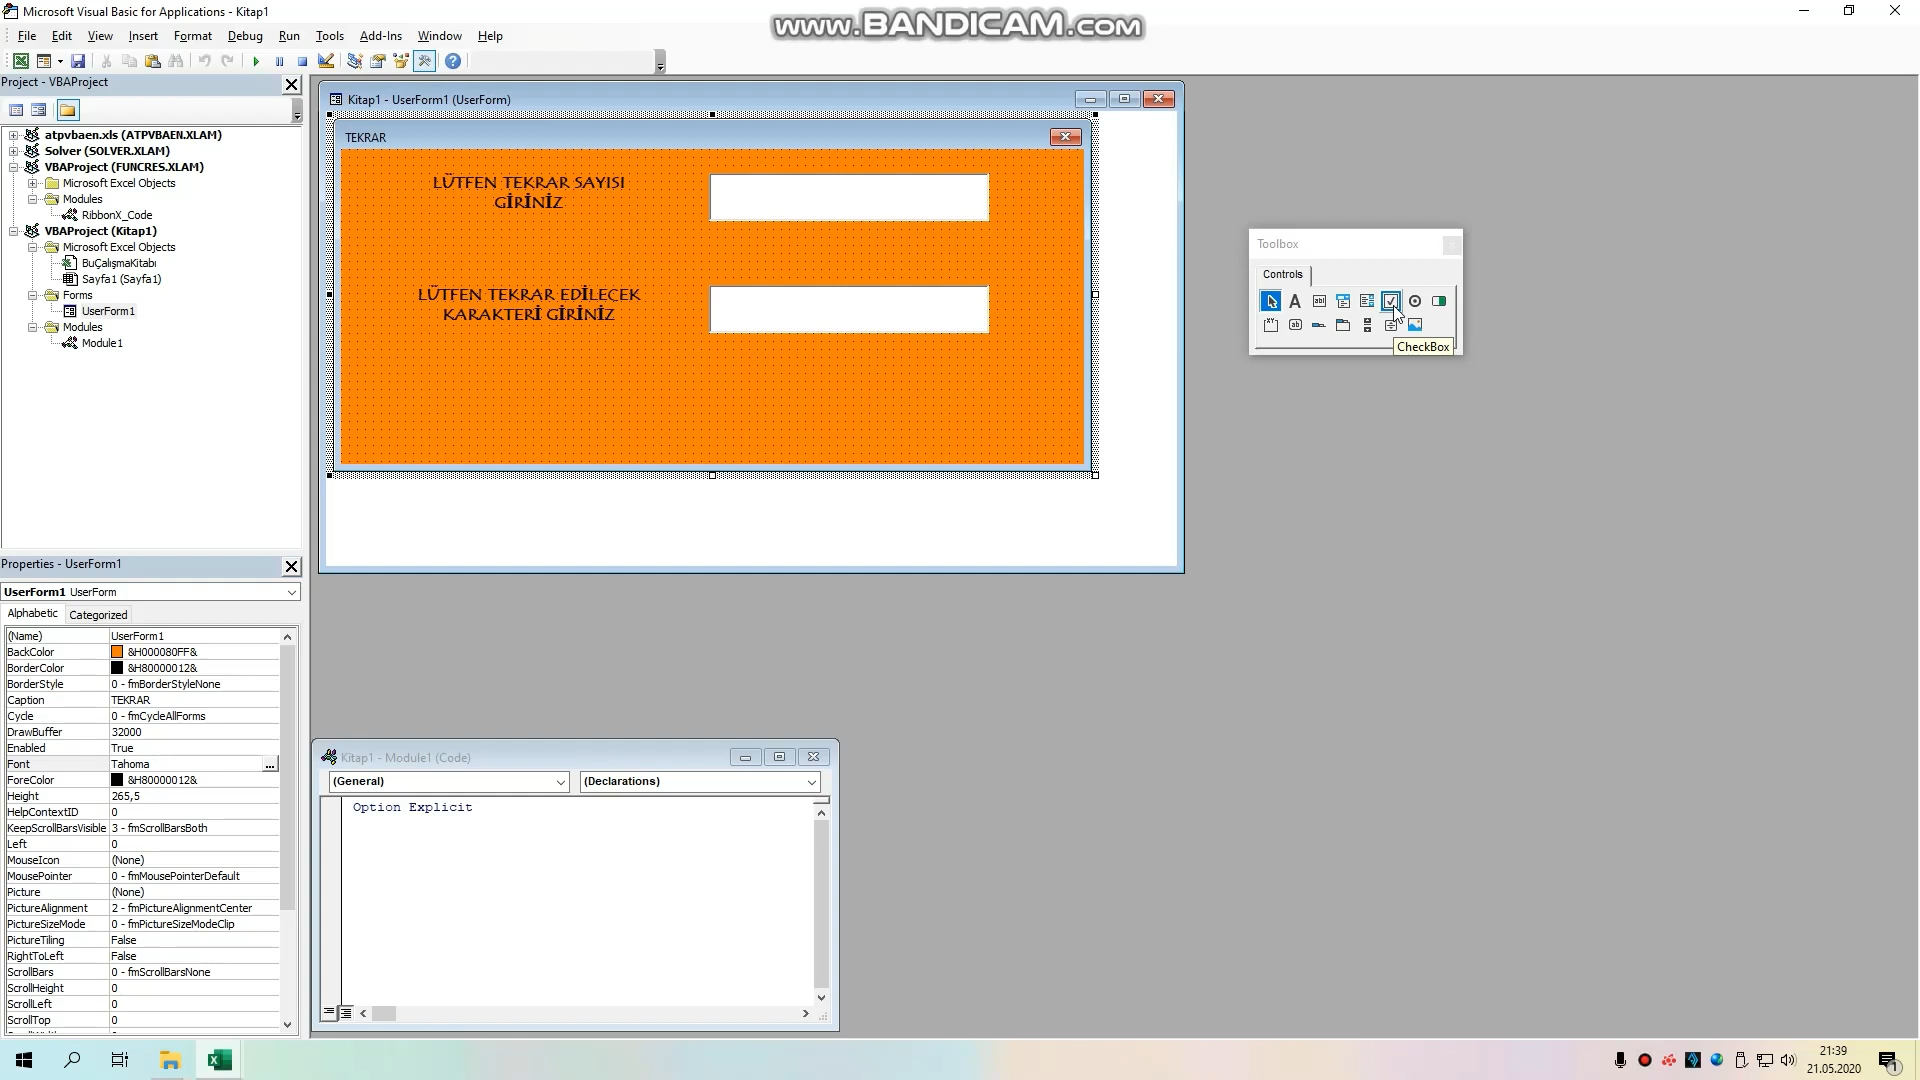 Microsoft Visual Basic for Applications - Kitap1
www.BANDICAM.com
File Edit View Insert Format Debug Run Tools Add-Ins Window Help
Project - VBAProject
atpvbaen.xls (ATPVBAEN.XLAM)
Solver (SOLVER.XLAM)
VBAProject (FUNCRES.XLAM)
Microsoft Excel Objects
Modules
RibbonX_Code
VBAProject (Kitap1)
Microsoft Excel Objects
BuÇalışmaKitabı
Sayfa1 (Sayfa1)
Forms
UserForm1
Modules
Module1
Kitap1 - UserForm1 (UserForm)
TEKRAR
LÜTFEN TEKRAR SAYISI
GİRİNİZ
LÜTFEN TEKRAR EDİLECEK
KARAKTERİ GİRİNİZ
Toolbox
Controls
CheckBox
Properties - UserForm1
UserForm1 UserForm
Alphabetic Categorized
(Name) UserForm1
BackColor &H000080FF&
BorderColor &H80000012&
BorderStyle 0 - fmBorderStyleNone
Caption TEKRAR
Cycle 0 - fmCycleAllForms
DrawBuffer 32000
Enabled True
Font Tahoma ...
ForeColor &H80000012&
Height 265,5
HelpContextID 0
KeepScrollBarsVisible 3 - fmScrollBarsBoth
Left 0
MouseIcon (None)
MousePointer 0 - fmMousePointerDefault
Picture (None)
PictureAlignment 2 - fmPictureAlignmentCenter
PictureSizeMode 0 - fmPictureSizeModeClip
PictureTiling False
RightToLeft False
ScrollBars 0 - fmScrollBarsNone
ScrollHeight 0
ScrollLeft 0
ScrollTop 0
Kitap1 - Module1 (Code)
(General) (Declarations)
Option Explicit
21:39
21.05.2020
1